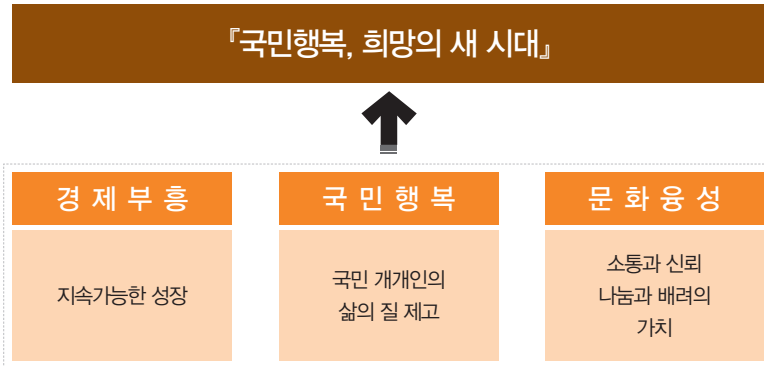 『국민행복, 희망의 새 시대』
경제부흥
국민행복
문화융성
지속가능한 성장
국민 개개인의
삶의 질 제고
소통과 신뢰
나눔과 배려의
가치